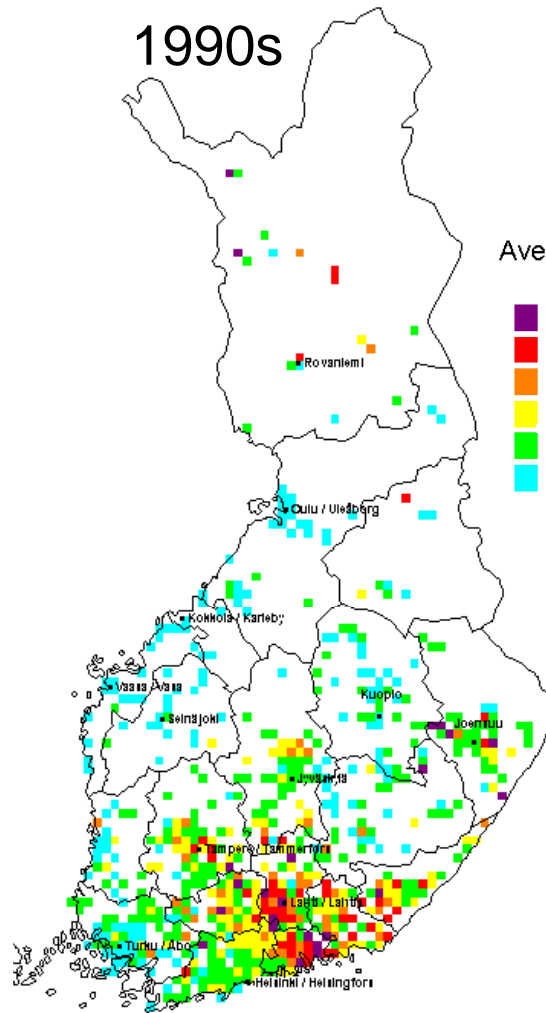 1990s
Ave
Rovaniemi
Oulu / Uleåborg
Kokkola / Karleby
Vaasa / Vasa
Kuopio
Seinäjoki
Joensuu
Jyväskylä
Tampere / Tammerfors
Lahti / Lahtis
Turku / Åbo
Helsinki / Helsingfors